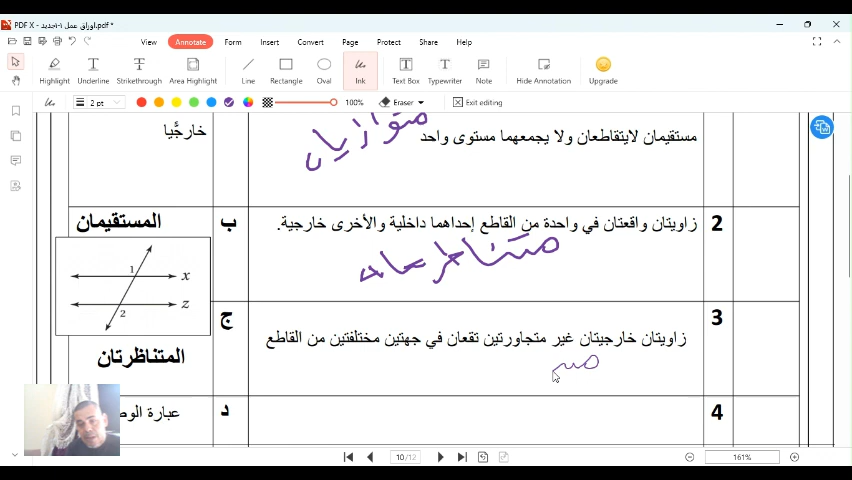 PDF X - اوراق عمل ١-١جديد.pdf *
View Annotate Form Insert Convert Page Protect Share Help
Highlight Underline Strikethrough Area Highlight Line Rectangle Oval Ink Text Box Typewriter Note Hide Annotation Upgrade
2 pt 100% Eraser Exit editing
مستقيمان لايتقاطعان ولا يجمعهما مستوى واحد
خارجيًّا
متوازيان
2
زاويتان واقعتان في واحدة من القاطع إحداهما داخلية والأخرى خارجية.
ب
المستقيمان
متناظرتان
1 x
2 z
3
زاويتان خارجيتان غير متجاورتين تقعان في جهتين مختلفتين من القاطع
ج
المتناظرتان
4
د
عبارة
10/12
161%